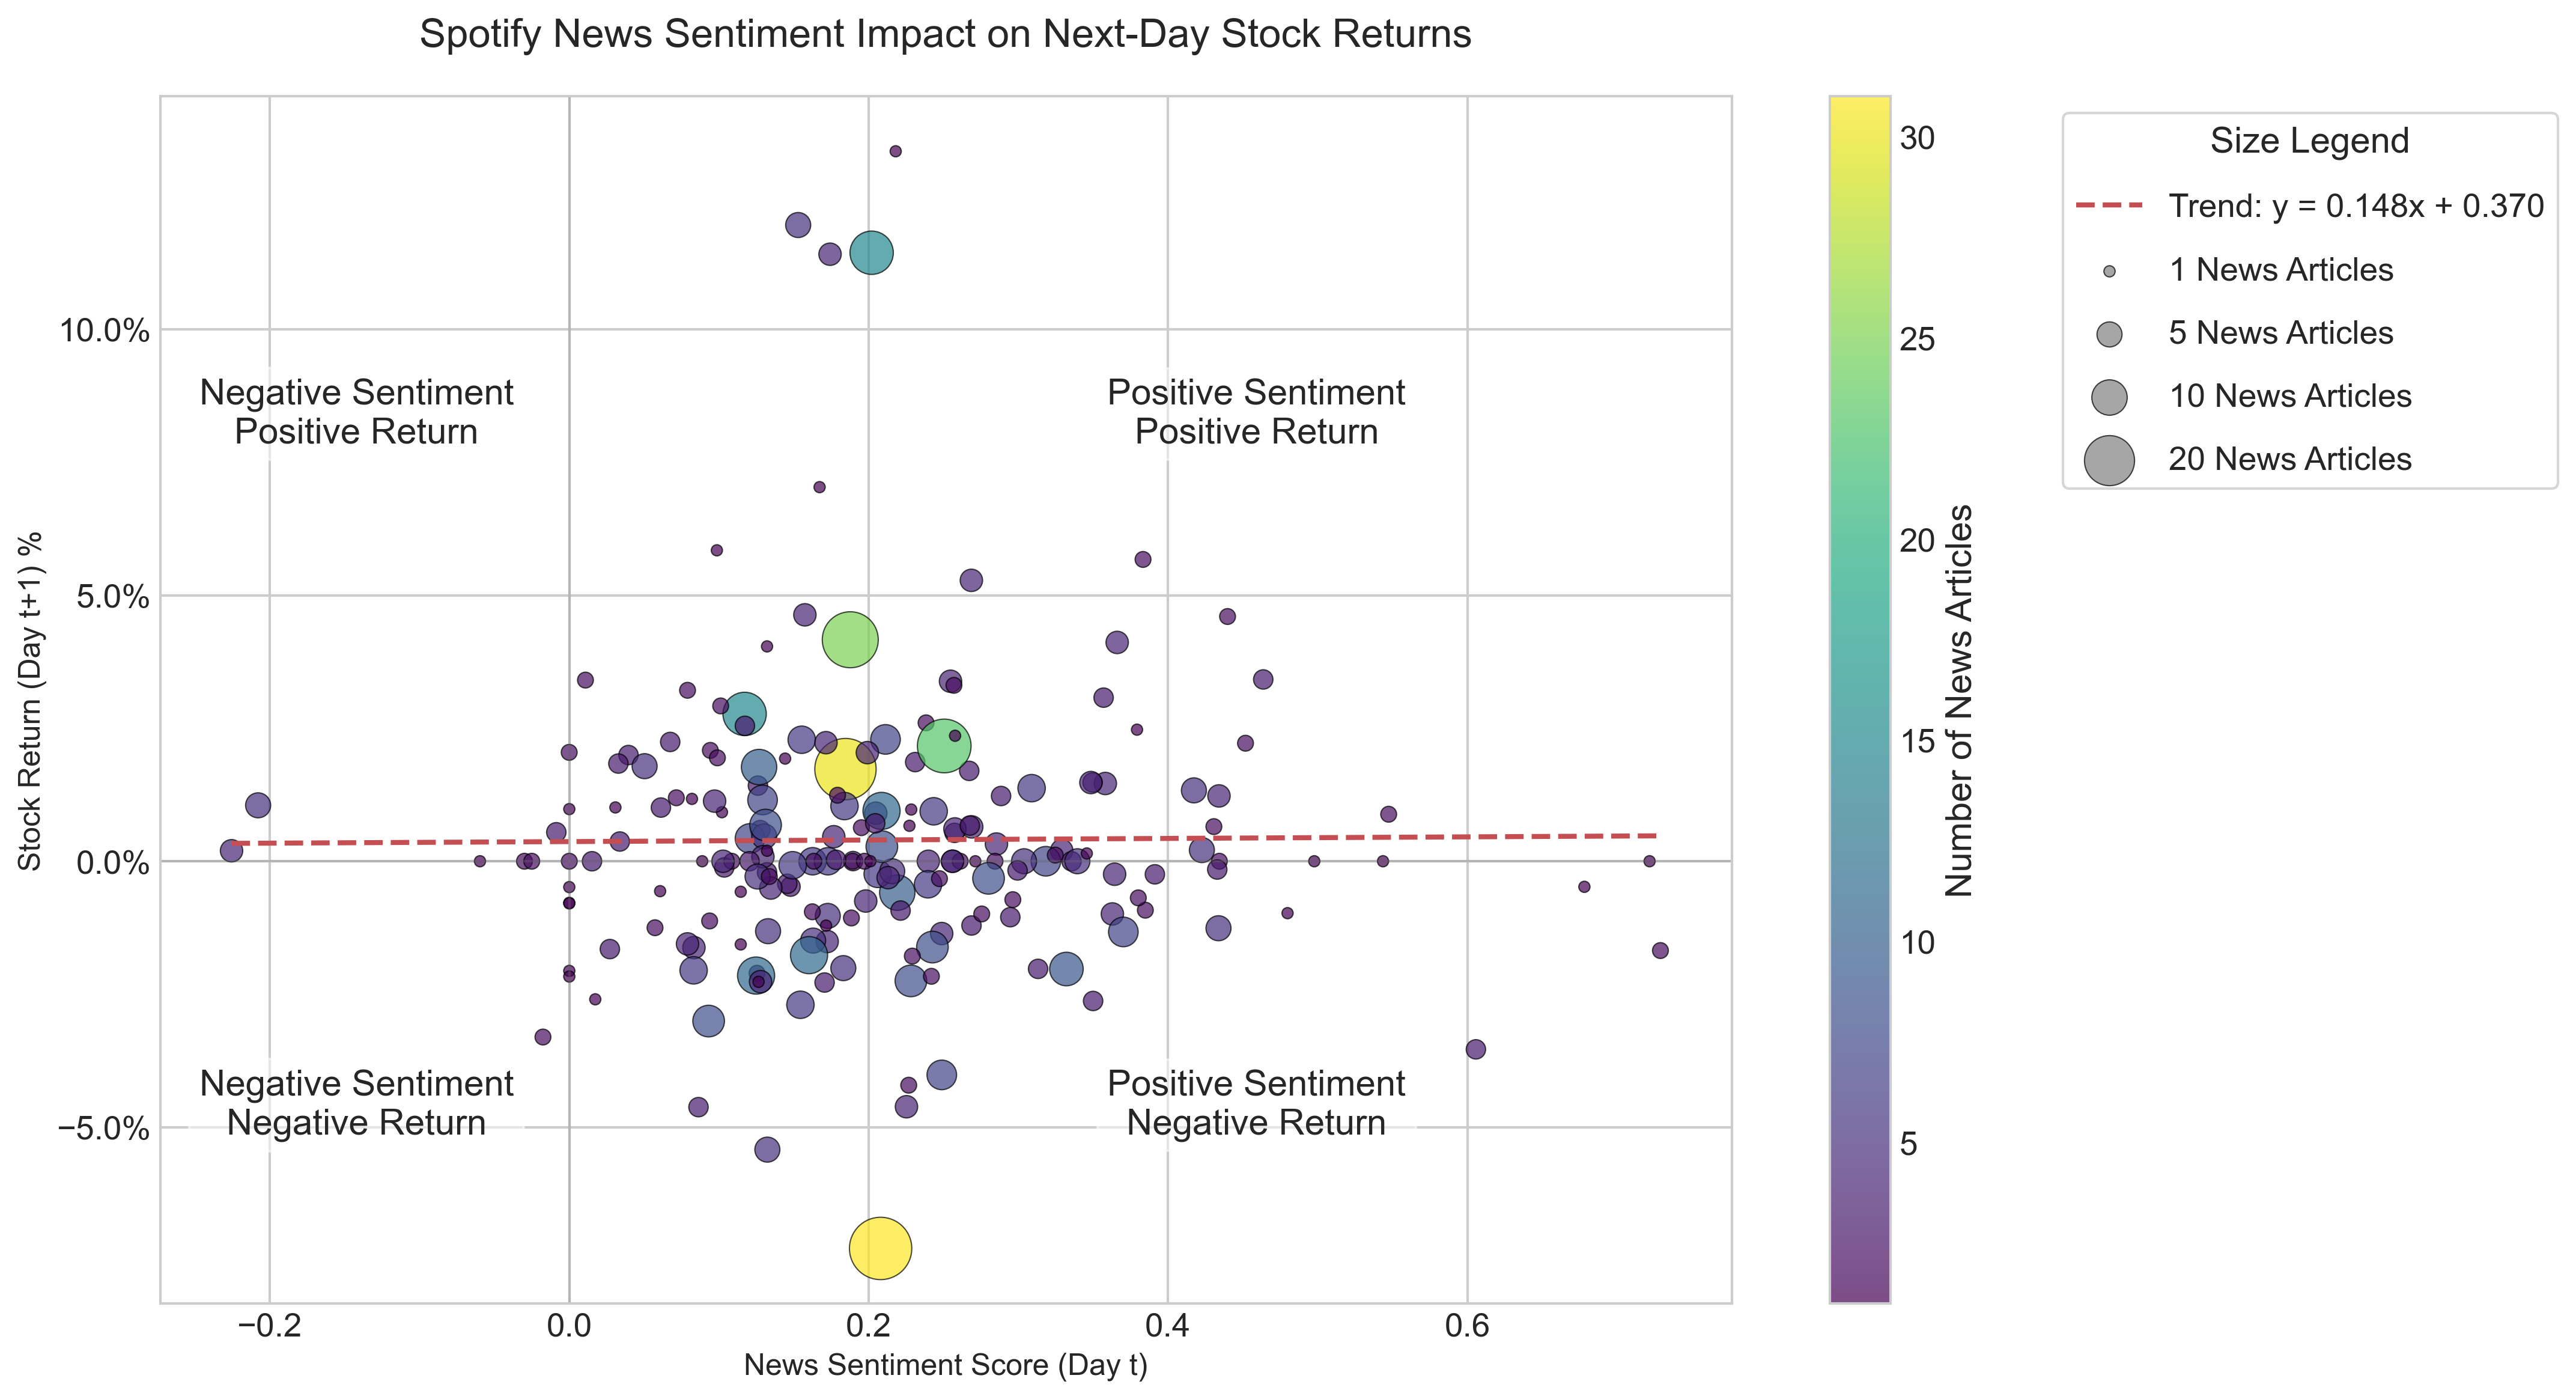 Spotify News Sentiment Impact on Next-Day Stock Returns
Stock Return (Day t+1) %
10.0%
5.0%
0.0%
−5.0%
Negative Sentiment
Positive Return
Positive Sentiment
Positive Return
Negative Sentiment
Negative Return
Positive Sentiment
Negative Return
−0.2
0.0
0.2
0.4
0.6
News Sentiment Score (Day t)
30
25
20
15
10
5
Number of News Articles
Size Legend
Trend: y = 0.148x + 0.370
1 News Articles
5 News Articles
10 News Articles
20 News Articles